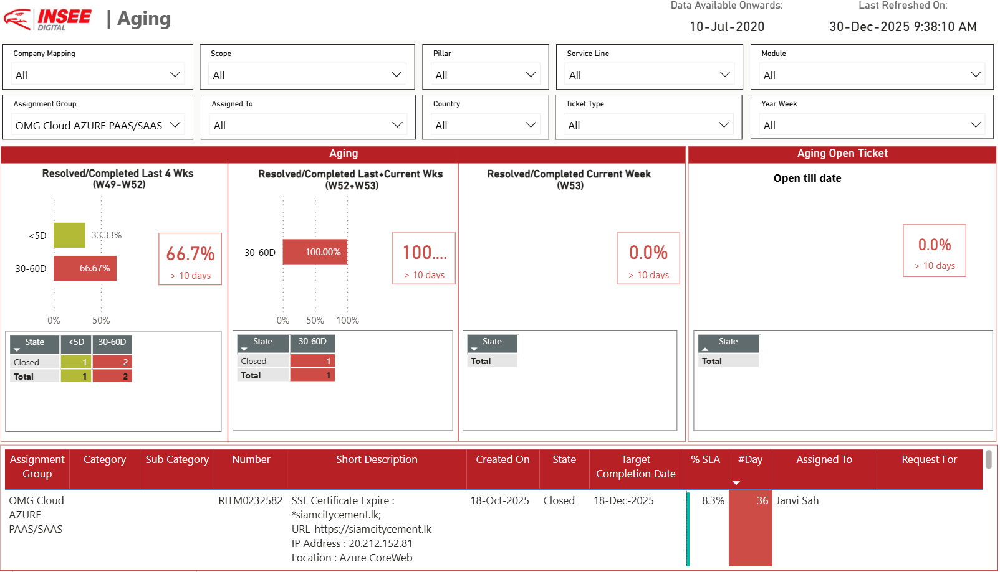 INSEE
DIGITAL
| Aging
Data Available Onwards:
10-Jul-2020
Last Refreshed On:
30-Dec-2025 9:38:10 AM
Company Mapping
All
Scope
All
Pillar
All
Service Line
All
Module
All
Assignment Group
OMG Cloud AZURE PAAS/SAAS
Assigned To
All
Country
All
Ticket Type
All
Year Week
All
Aging
Aging Open Ticket
Resolved/Completed Last 4 Wks
(W49-W52)
<5D
33.33%
30-60D
66.67%
0%
50%
66.7%
> 10 days
State
<5D
30-60D
Closed
1
2
Total
1
2
Resolved/Completed Last+Current Wks
(W52+W53)
30-60D
100.00%
0%
50%
100%
100....
> 10 days
State
30-60D
Closed
1
Total
1
Resolved/Completed Current Week
(W53)
0.0%
> 10 days
State
Total
Open till date
0.0%
> 10 days
State
Total
Assignment
Group
Category
Sub Category
Number
Short Description
Created On
State
Target
Completion Date
% SLA
#Day
Assigned To
Request For
OMG Cloud
AZURE
PAAS/SAAS
RITM0232582
SSL Certificate Expire :
*siamcitycement.lk;
URL-https://siamcitycement.lk
IP Address : 20.212.152.81
Location : Azure CoreWeb
18-Oct-2025
Closed
18-Dec-2025
8.3%
36
Janvi Sah